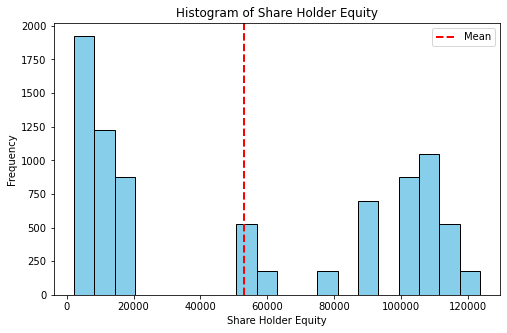 Histogram of Share Holder Equity
Mean
Frequency
2000
1750
1500
1250
1000
750
500
250
0
0 20000 40000 60000 80000 100000 120000
Share Holder Equity